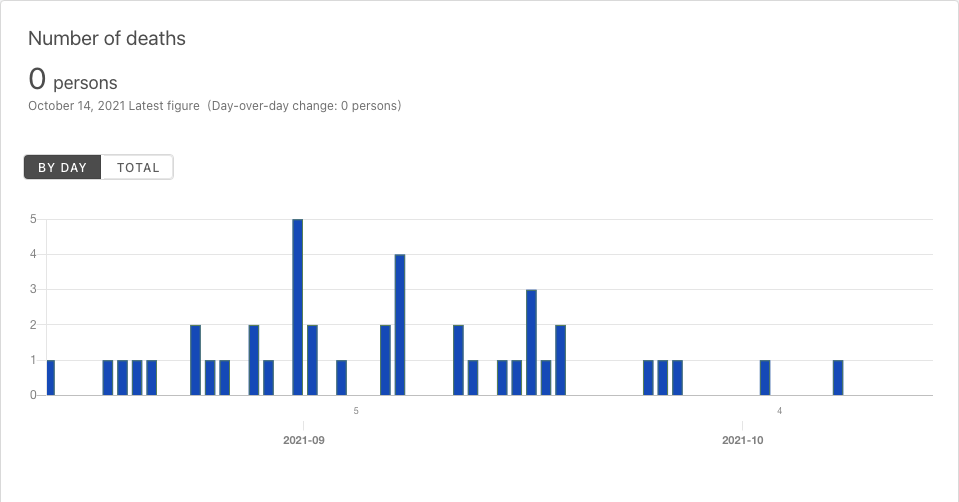 Number of deaths
0 persons
October 14, 2021 Latest figure (Day-over-day change: 0 persons)
BY DAY TOTAL
5
4
3
2
1
0
5 4
2021-09 2021-10